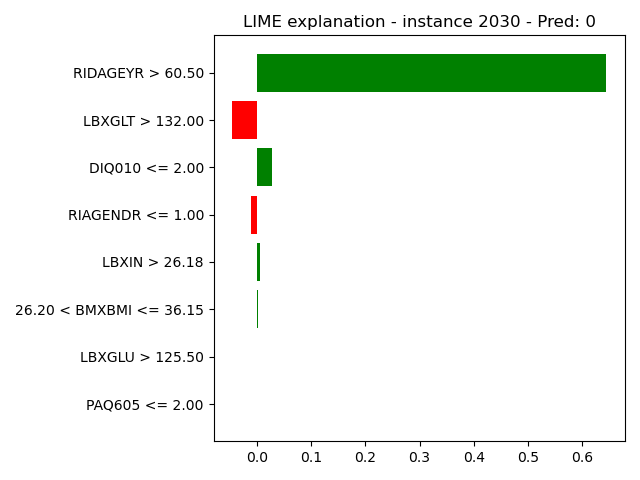 LIME explanation - instance 2030 - Pred: 0
RIDAGEYR > 60.50
LBXGLT > 132.00
DIQ010 <= 2.00
RIAGENDR <= 1.00
LBXIN > 26.18
26.20 < BMXBMI <= 36.15
LBXGLU > 125.50
PAQ605 <= 2.00
0.0 0.1 0.2 0.3 0.4 0.5 0.6